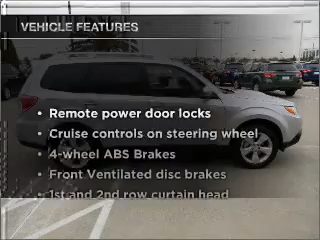 VEHICLE FEATURES
• Remote power door locks
• Cruise controls on steering wheel
• 4-wheel ABS Brakes
• Front Ventilated disc brakes
• 1st and 2nd row curtain head